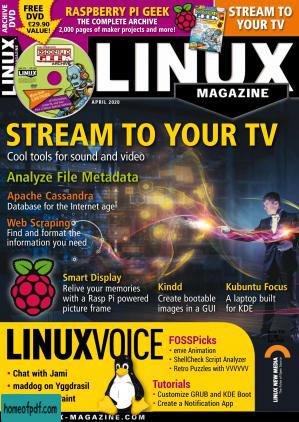 ARCHIVE DVD
FREE
DVD
£29.90
VALUE!
RASPBERRY PI GEEK
THE COMPLETE ARCHIVE
2,000 pages of maker projects and more!
STREAM TO
YOUR TV
LINUX
MAGAZINE
LINUX
MAGAZINE
APRIL 2020
STREAM TO YOUR TV
Cool tools for sound and video
Analyze File Metadata
Apache Cassandra
Database for the Internet age
Web Scraping
Find and format the
information you need
Smart Display
Relive your memories
with a Rasp Pi powered
picture frame
Kindd
Create bootable
images in a GUI
Kubuntu Focus
A laptop built
for KDE
LINUXVOICE
• Chat with Jami
• maddog on Yggdrasil
FOSSPicks
- enve Animation
- ShellCheck Script Analyzer
- Retro Puzzles with VVVVVV
Tutorials
- Customize GRUB and KDE Boot
- Create a Notification App
LINUX NEW MEDIA
homeofpdf.com
-MAGAZINE.COM